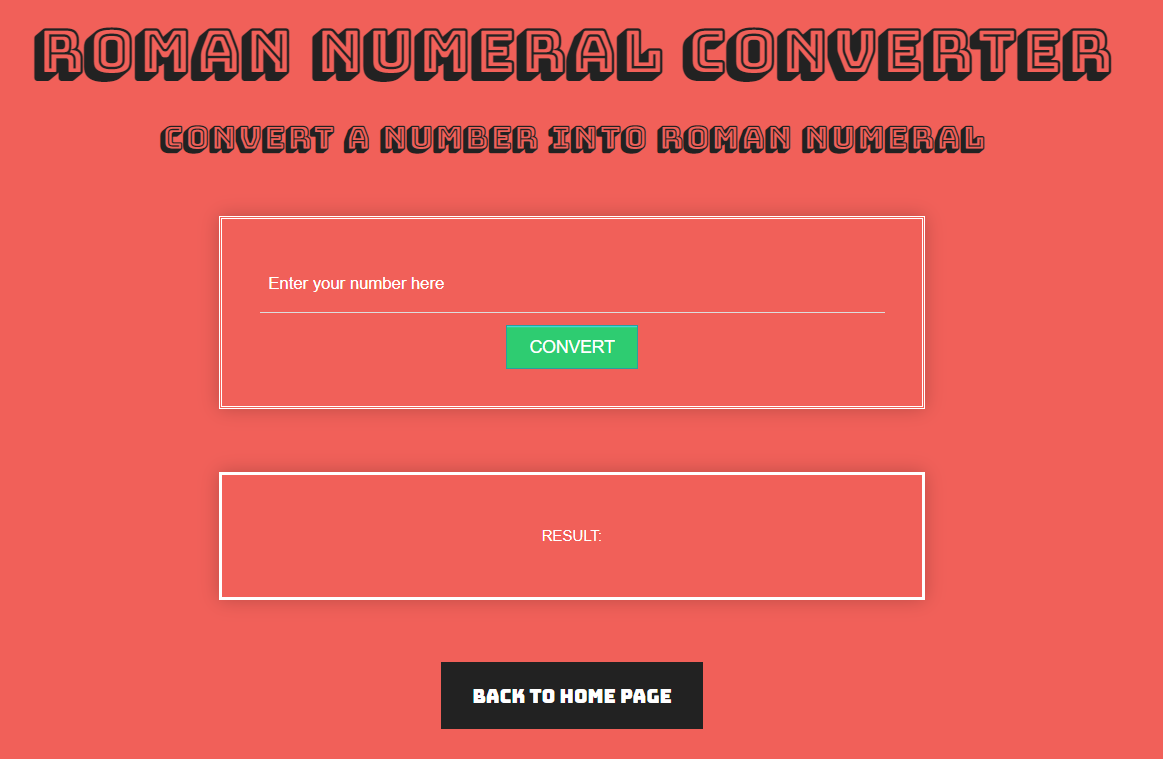 ROMAN NUMERAL CONVERTER
CONVERT A NUMBER INTO ROMAN NUMERAL
Enter your number here
CONVERT
RESULT:
BACK TO HOME PAGE